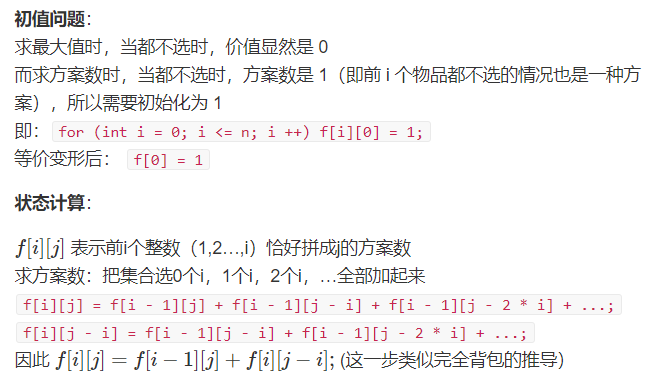 初值问题：
求最大值时，当都不选时，价值显然是 0
而求方案数时，当都不选时，方案数是 1（即前 i 个物品都不选的情况也是一种方
案），所以需要初始化为 1
即： for (int i = 0; i <= n; i ++) f[i][0] = 1;
等价变形后： f[0] = 1
状态计算：
f[i][j] 表示前i个整数（1,2…,i）恰好拼成j的方案数
求方案数：把集合选0个i，1个i，2个i，…全部加起来
f[i][j] = f[i - 1][j] + f[i - 1][j - i] + f[i - 1][j - 2 * i] + ...;
f[i][j - i] = f[i - 1][j - i] + f[i - 1][j - 2 * i] + ...;
因此 f[i][j] = f[i − 1][j] + f[i][j − i]; (这一步类似完全背包的推导）